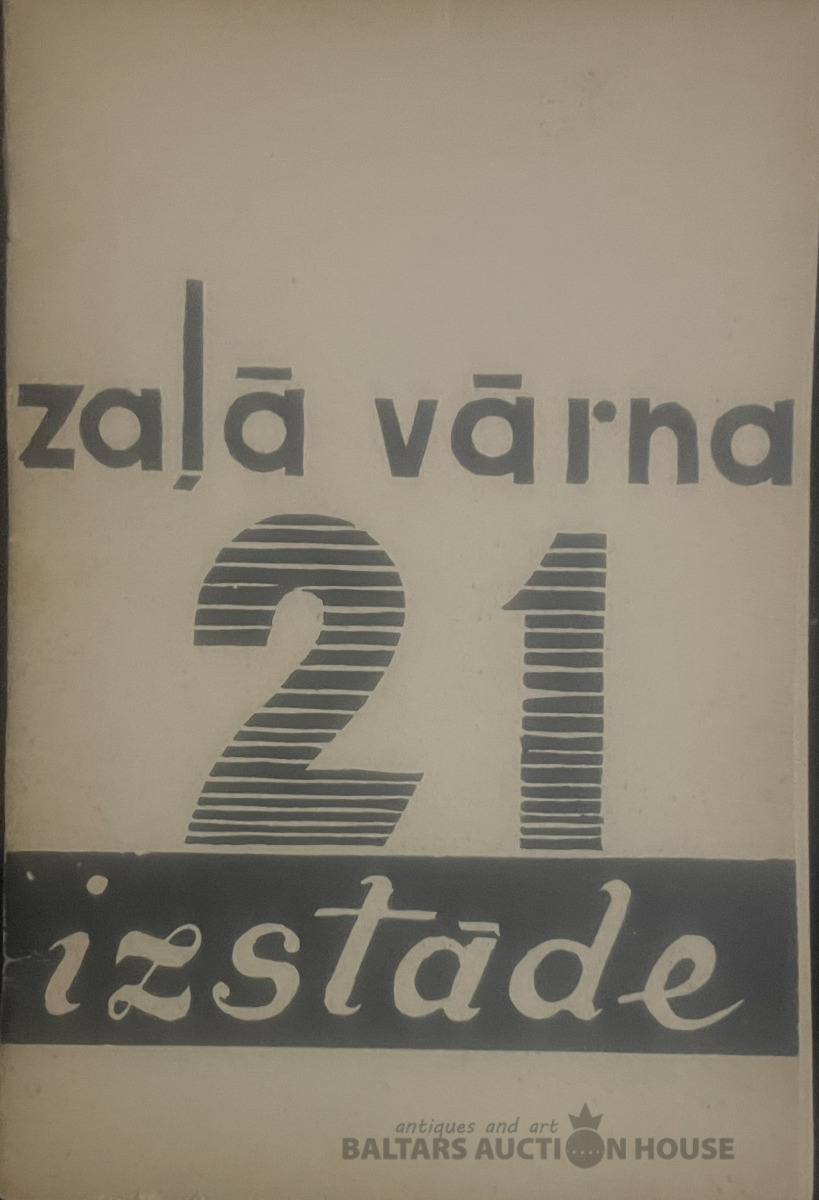 zaļā vārna
21
izstāde
antiques and art
BALTARS AUCTION HOUSE